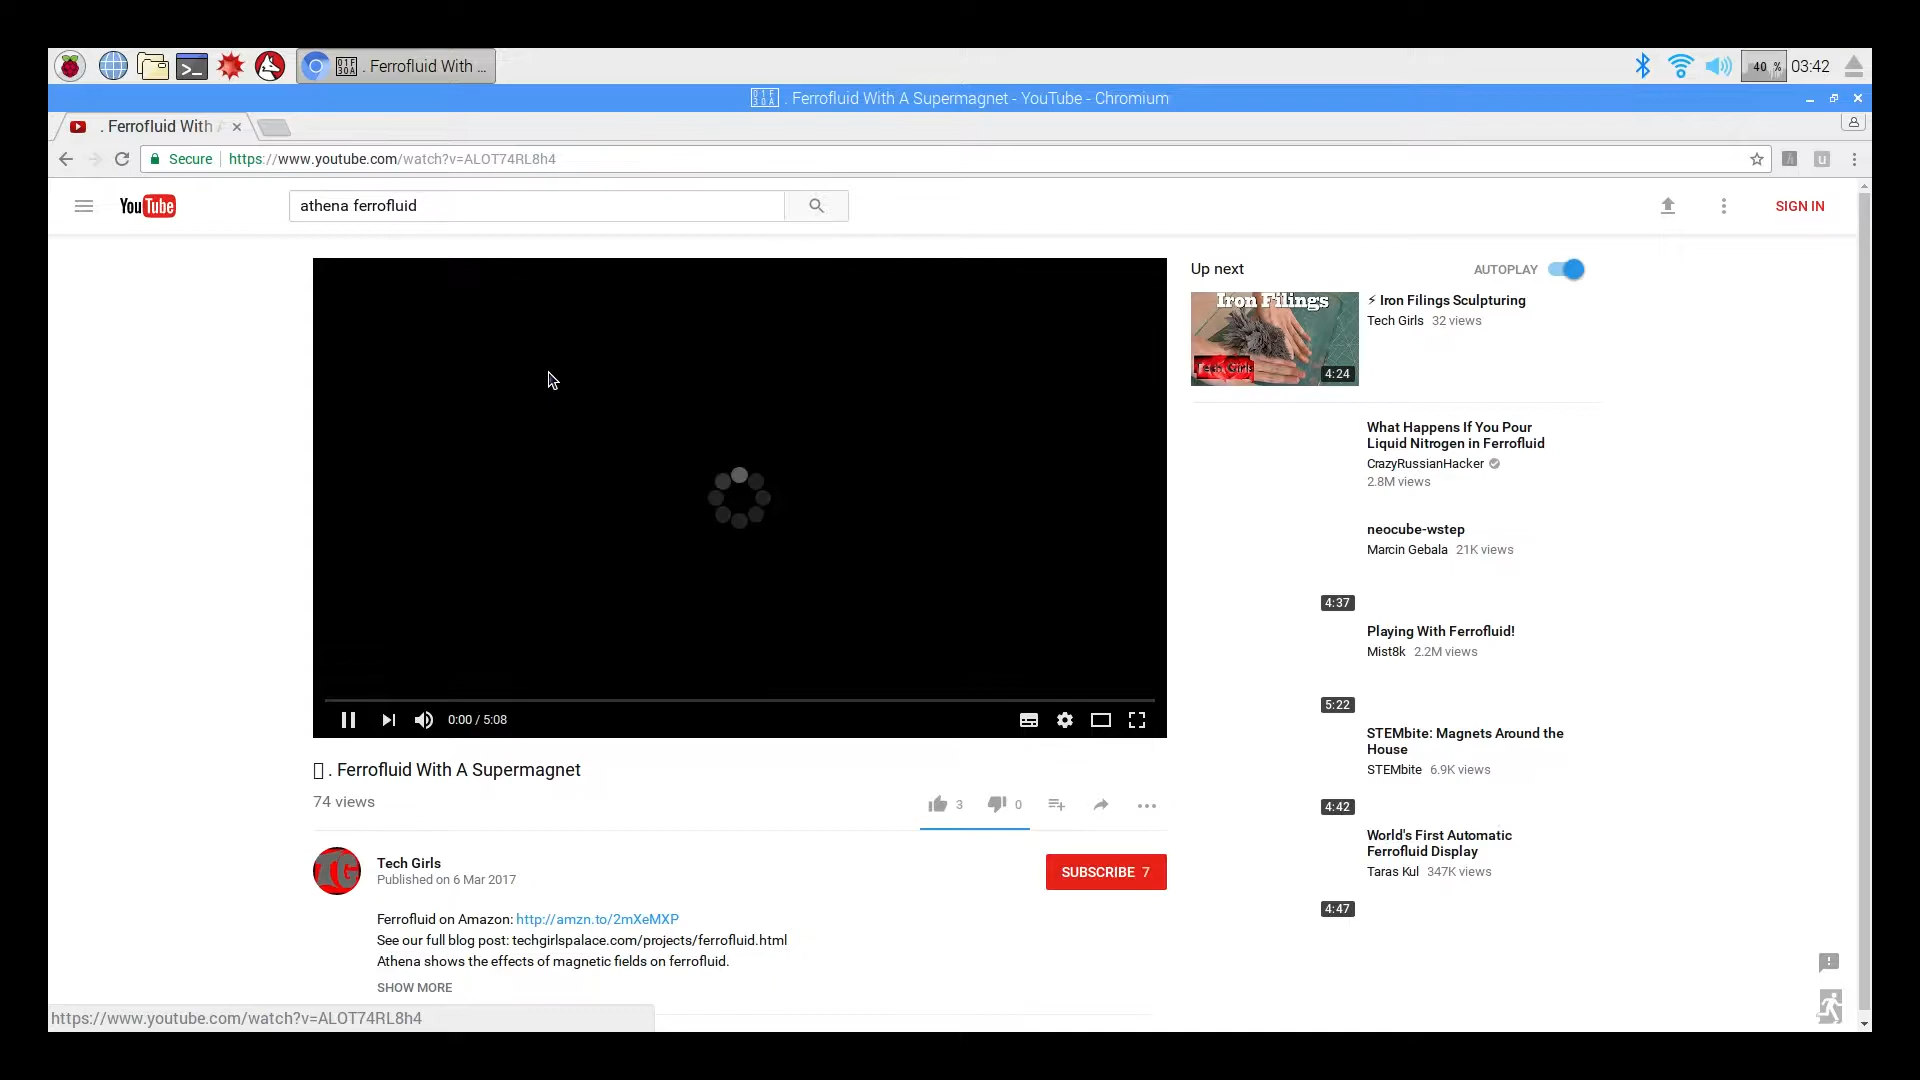 . Ferrofluid With ...
40 %
03:42
. Ferrofluid With A Supermagnet - YouTube - Chromium
. Ferrofluid With A
Secure
https://www.youtube.com/watch?v=ALOT74RL8h4
YouTube
athena ferrofluid
SIGN IN
Up next
AUTOPLAY
Iron Filings
Tech Girls
4:24
⚡ Iron Filings Sculpturing
Tech Girls 32 views
What Happens If You Pour
Liquid Nitrogen in Ferrofluid
CrazyRussianHacker
2.8M views
4:37
neocube-wstep
Marcin Gebala 21K views
5:22
Playing With Ferrofluid!
Mist8k 2.2M views
4:42
STEMbite: Magnets Around the
House
STEMbite 6.9K views
4:47
World's First Automatic
Ferrofluid Display
Taras Kul 347K views
0:00 / 5:08
. Ferrofluid With A Supermagnet
74 views
3
0
TG
Tech Girls
Published on 6 Mar 2017
SUBSCRIBE 7
Ferrofluid on Amazon: http://amzn.to/2mXeMXP
See our full blog post: techgirlspalace.com/projects/ferrofluid.html
Athena shows the effects of magnetic fields on ferrofluid.
SHOW MORE
https://www.youtube.com/watch?v=ALOT74RL8h4